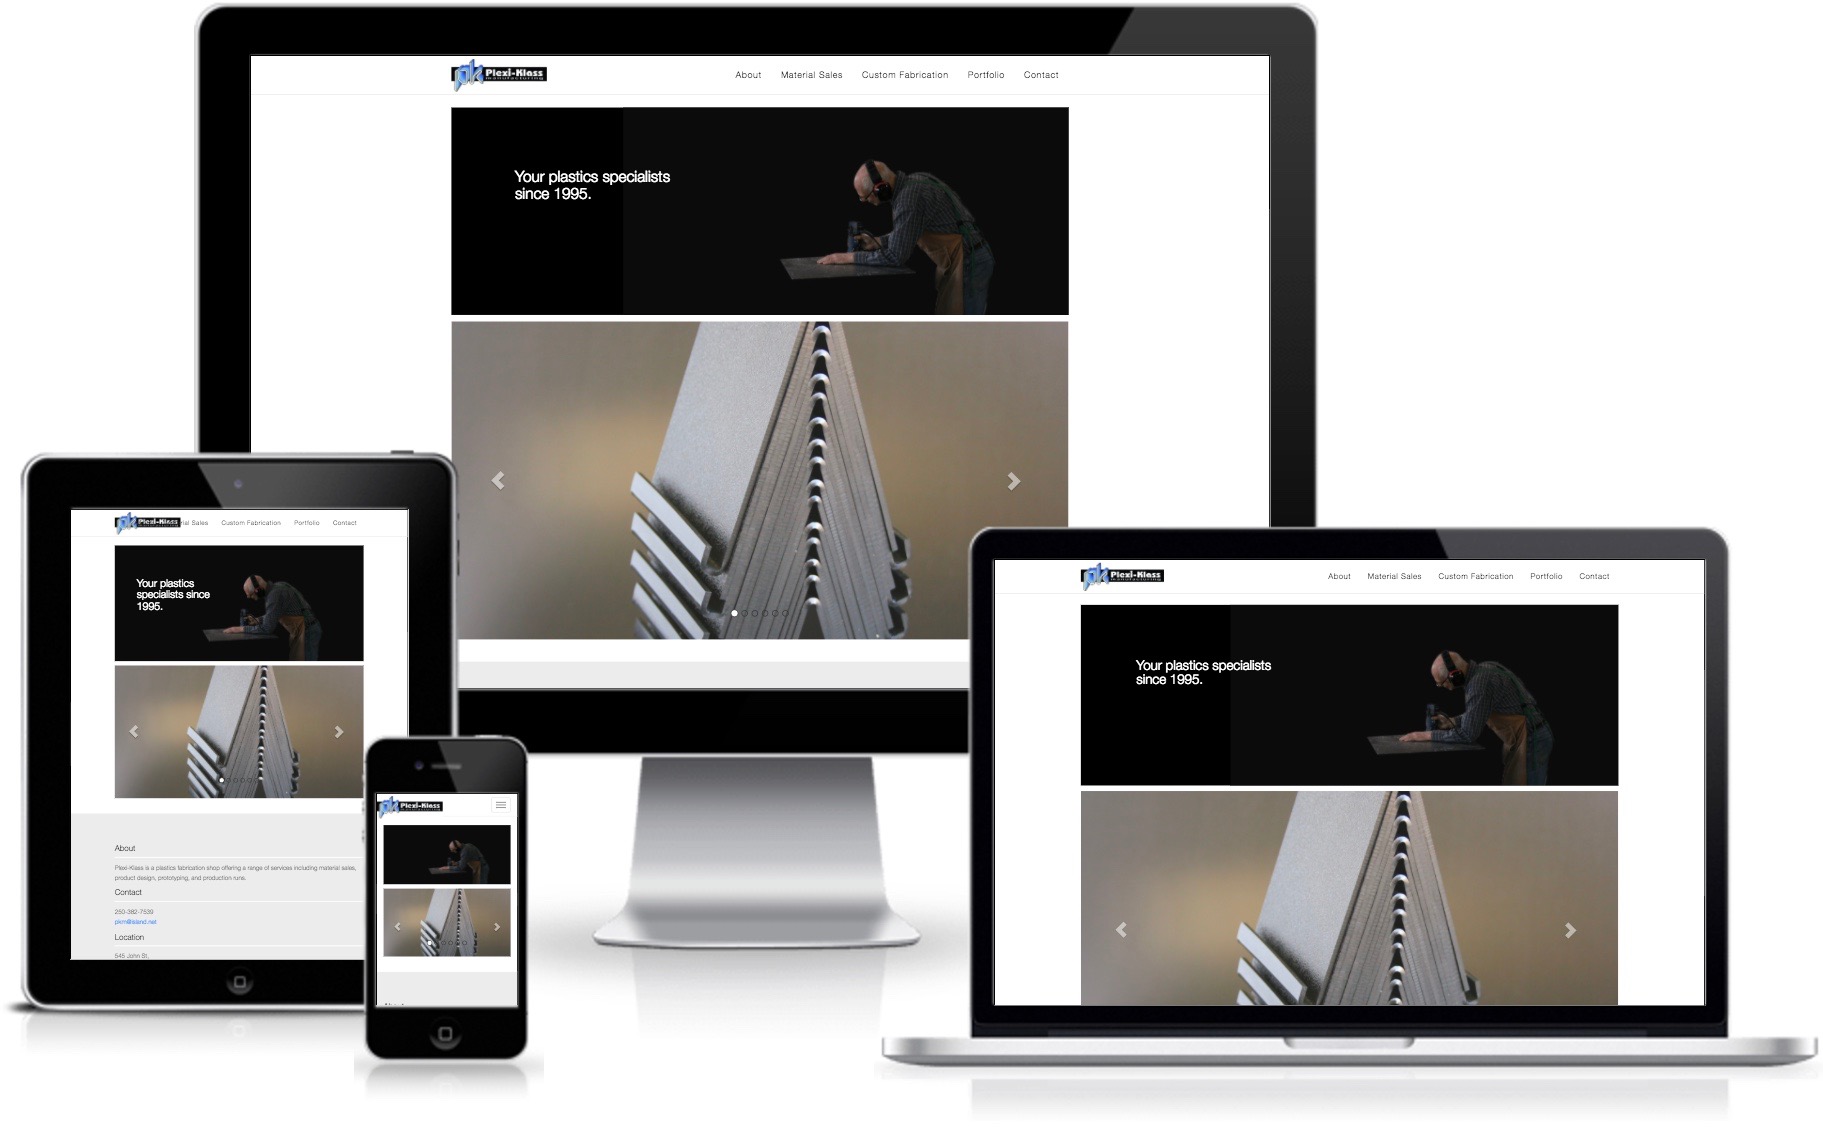 pk Plexi-Klass
manufacturing
About Material Sales Custom Fabrication Portfolio Contact
Your plastics specialists
since 1995.
pk Plexi-Klass
ial Sales Custom Fabrication Portfolio Contact
Your plastics
specialists since
1995.
About
Plexi-Klass is a plastics fabrication shop offering a range of services including material sales,
product design, prototyping, and production runs.
Contact
250-382-7539
pkm@island.net
Location
545 John St,
pk Plexi-Klass
pk Plexi-Klass
manufacturing
About Material Sales Custom Fabrication Portfolio Contact
Your plastics specialists
since 1995.